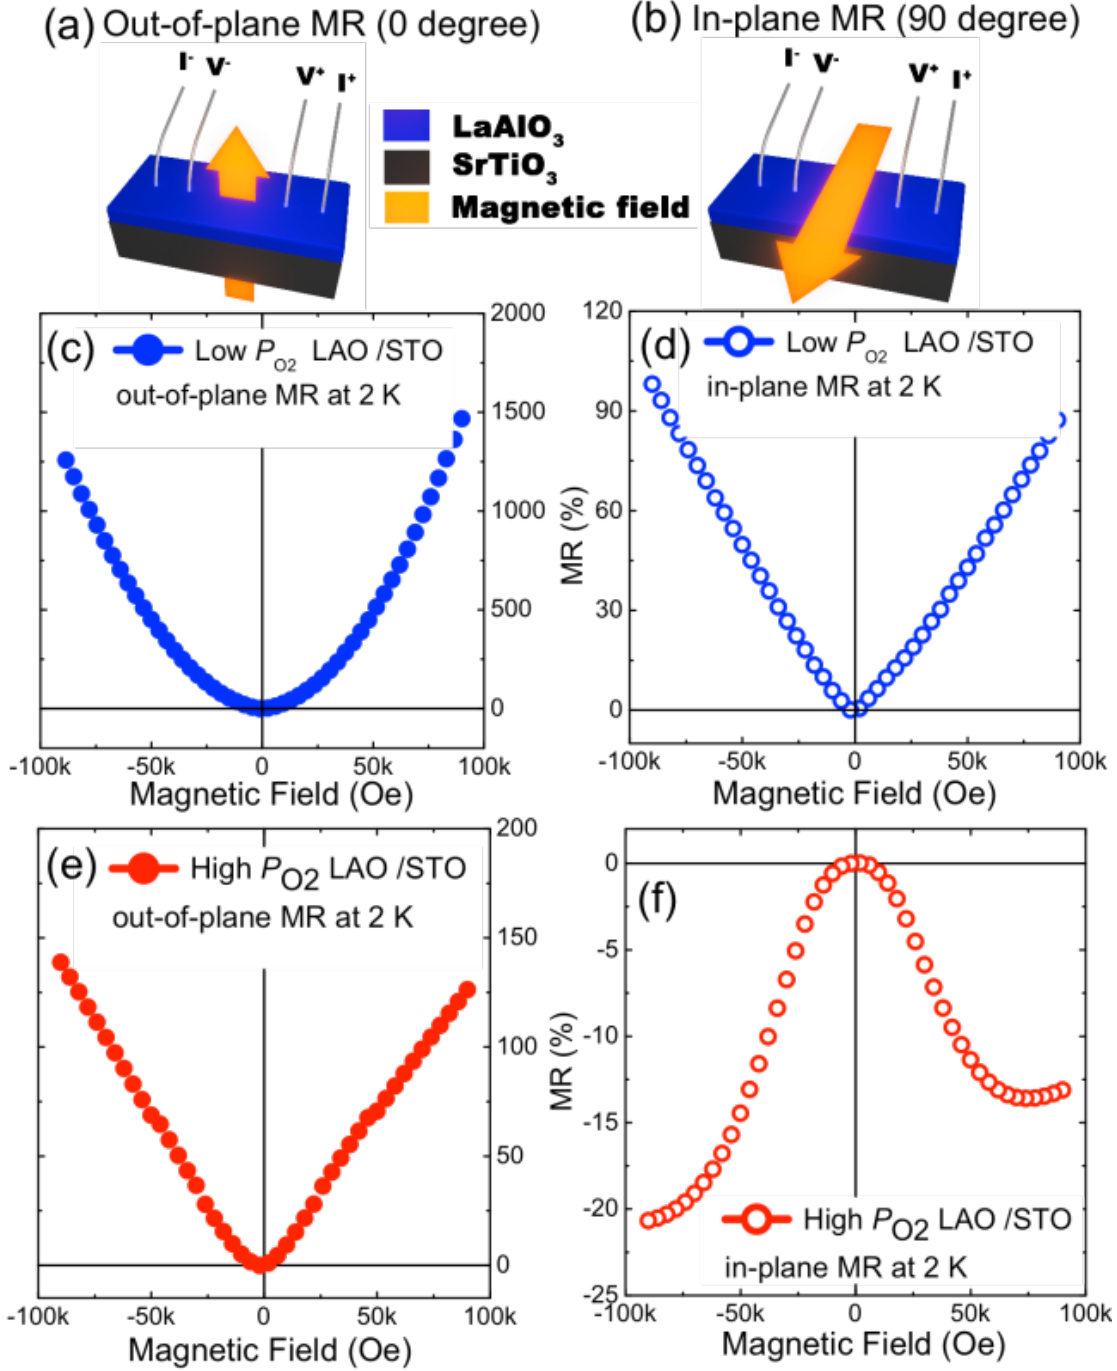 (a) Out-of-plane MR (0 degree)
(b) In-plane MR (90 degree)
I- V- V+ I+
LaAlO3
SrTiO3
Magnetic field
I- V- V+ I+
(c) Low PO2 LAO /STO
out-of-plane MR at 2 K
2000
1500
1000
500
0
-100k -50k 0 50k 100k
Magnetic Field (Oe)
(d) Low PO2 LAO /STO
in-plane MR at 2 K
MR (%)
120
90
60
30
0
-100k -50k 0 50k 100k
Magnetic Field (Oe)
(e) High PO2 LAO /STO
out-of-plane MR at 2 K
200
150
100
50
0
-100k -50k 0 50k 100k
Magnetic Field (Oe)
(f)
MR (%)
0
-5
-10
-15
-20
-25
High PO2 LAO /STO
in-plane MR at 2 K
-100k -50k 0 50k 100k
Magnetic Field (Oe)